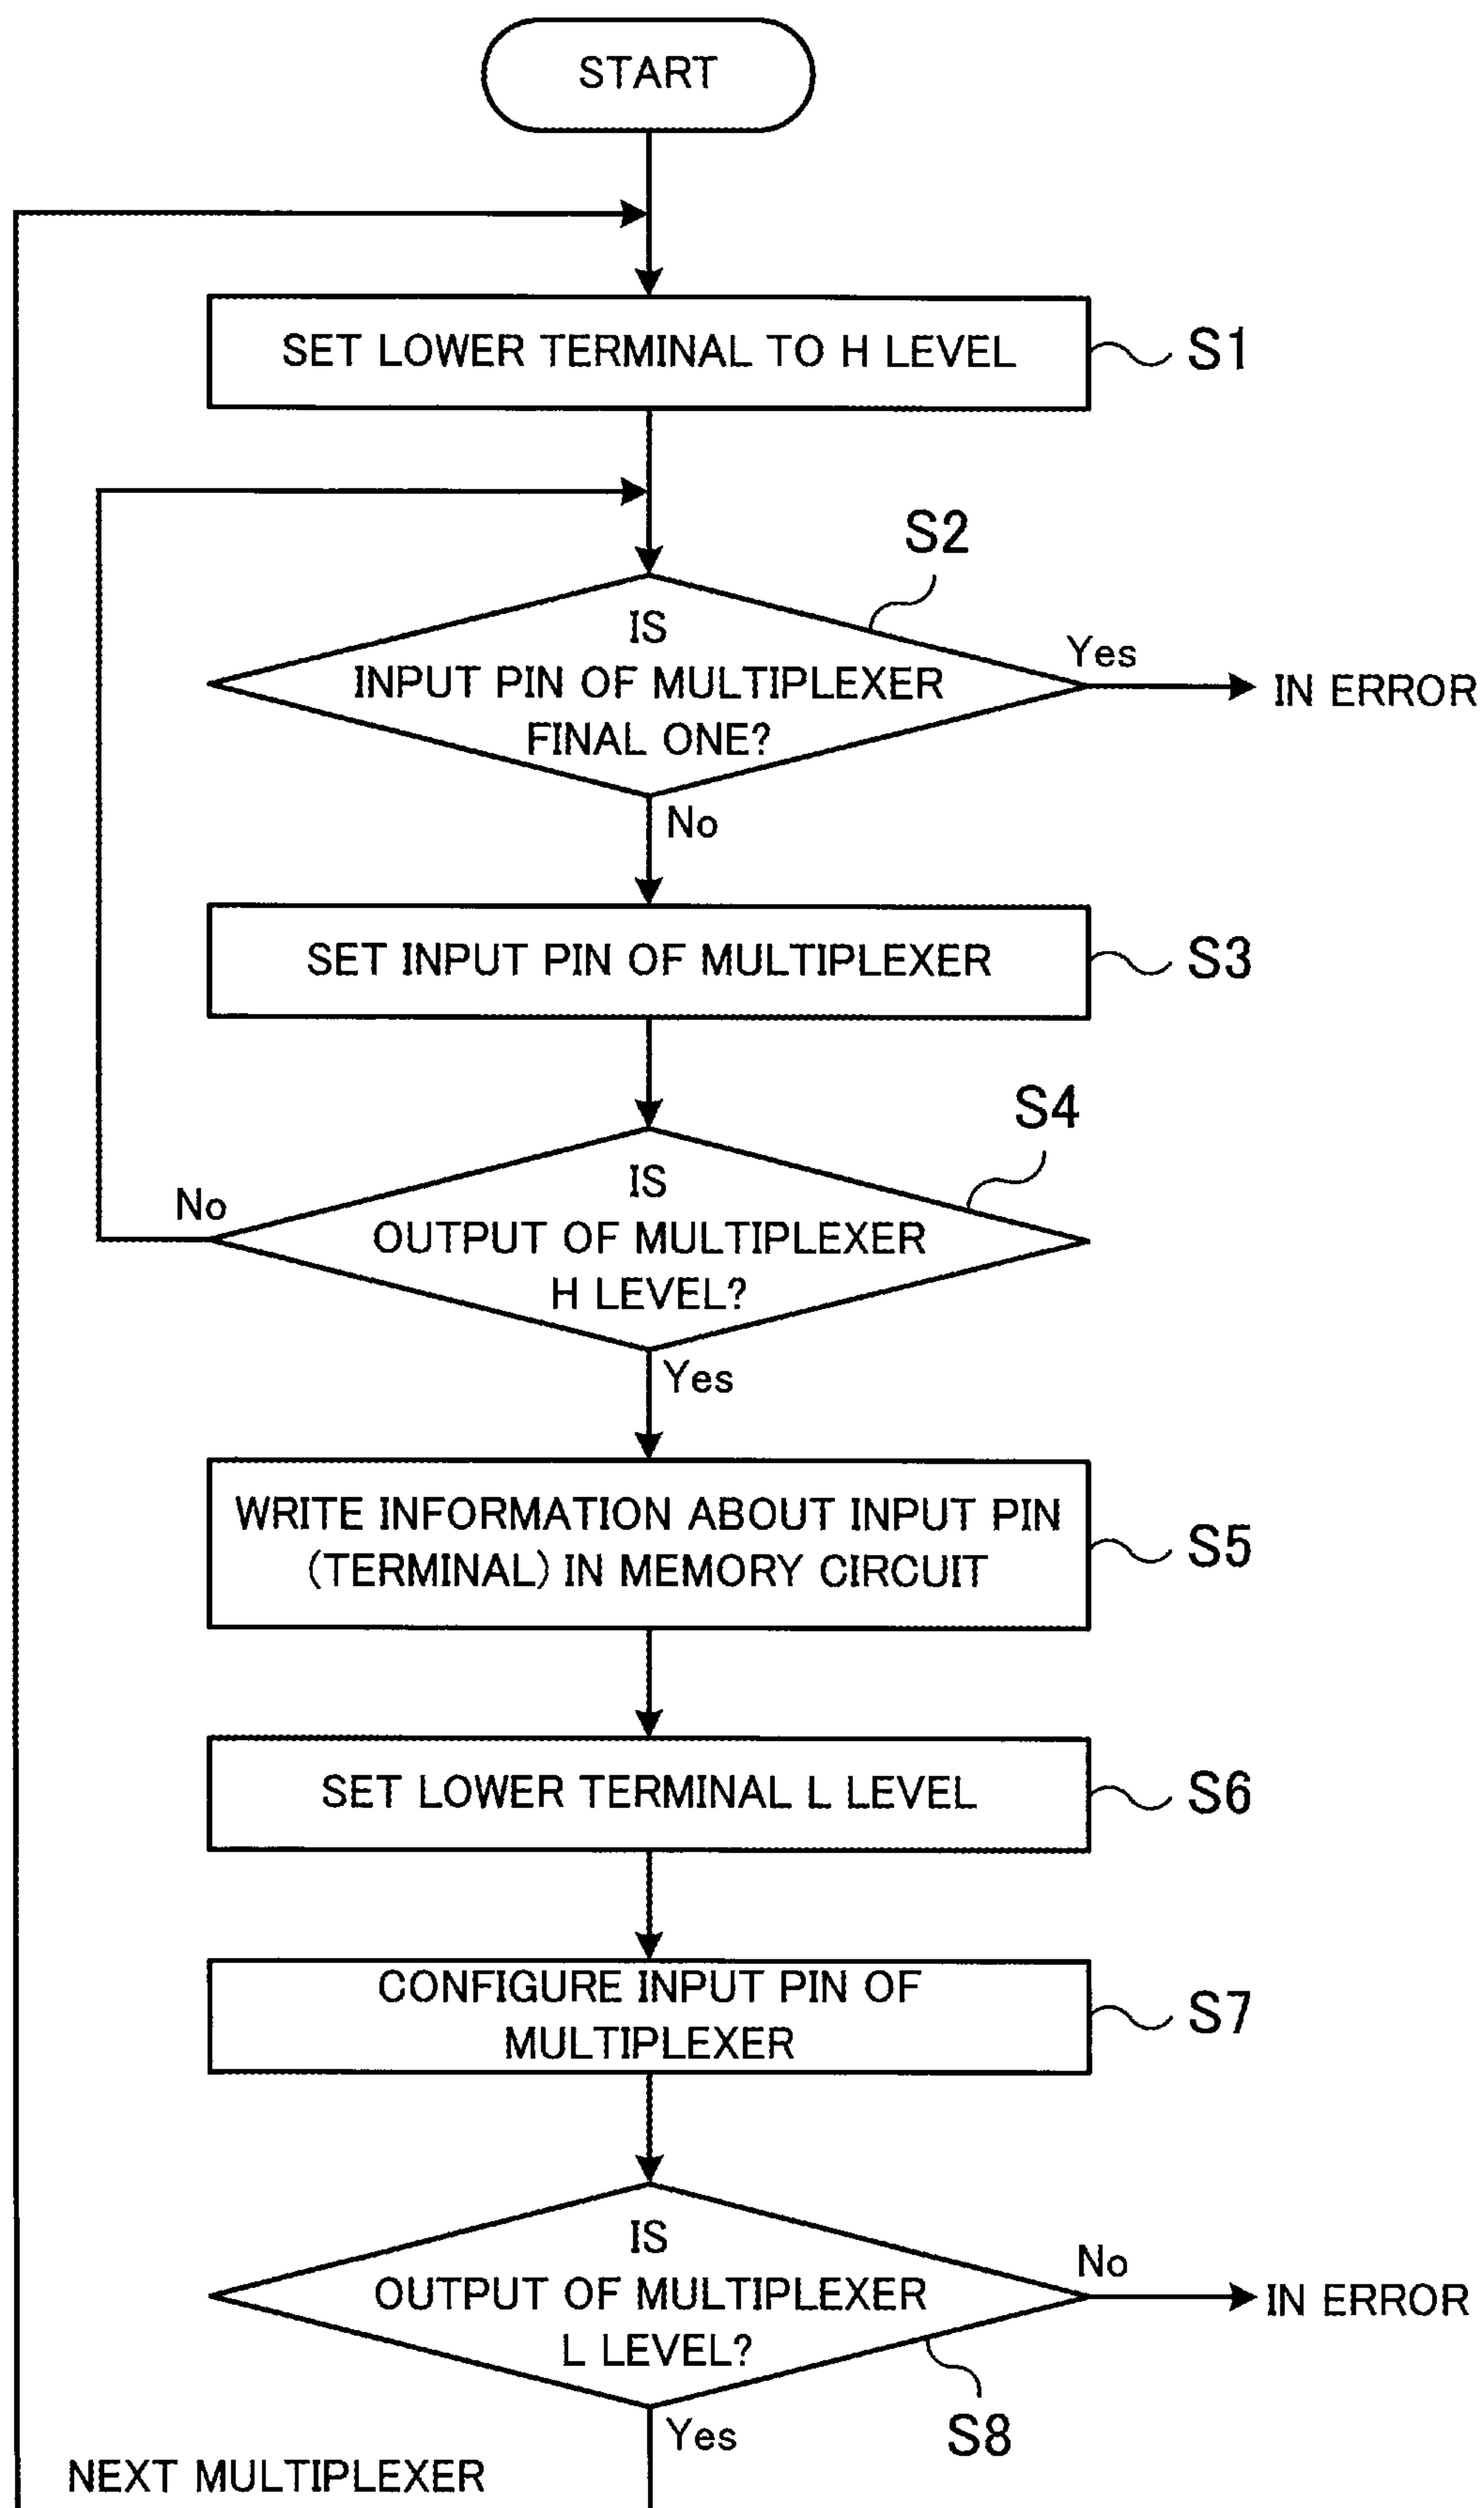 START
SET LOWER TERMINAL TO H LEVEL
S1
S2
IS
INPUT PIN OF MULTIPLEXER
FINAL ONE?
Yes
IN ERROR
No
SET INPUT PIN OF MULTIPLEXER
S3
S4
IS
OUTPUT OF MULTIPLEXER
H LEVEL?
No
Yes
WRITE INFORMATION ABOUT INPUT PIN
(TERMINAL) IN MEMORY CIRCUIT
S5
SET LOWER TERMINAL L LEVEL
S6
CONFIGURE INPUT PIN OF
MULTIPLEXER
S7
IS
OUTPUT OF MULTIPLEXER
L LEVEL?
No
IN ERROR
S8
Yes
NEXT MULTIPLEXER